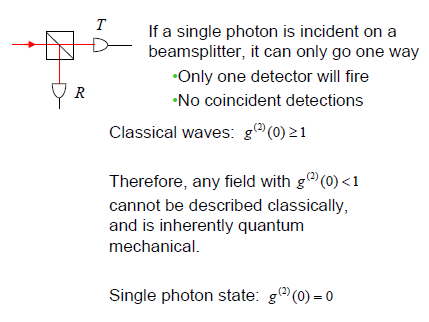 T
R
If a single photon is incident on a
beamsplitter, it can only go one way
•Only one detector will fire
•No coincident detections
Classical waves: g⁽²⁾(0) ≥ 1
Therefore, any field with g⁽²⁾(0) < 1
cannot be described classically,
and is inherently quantum
mechanical.
Single photon state: g⁽²⁾(0) = 0